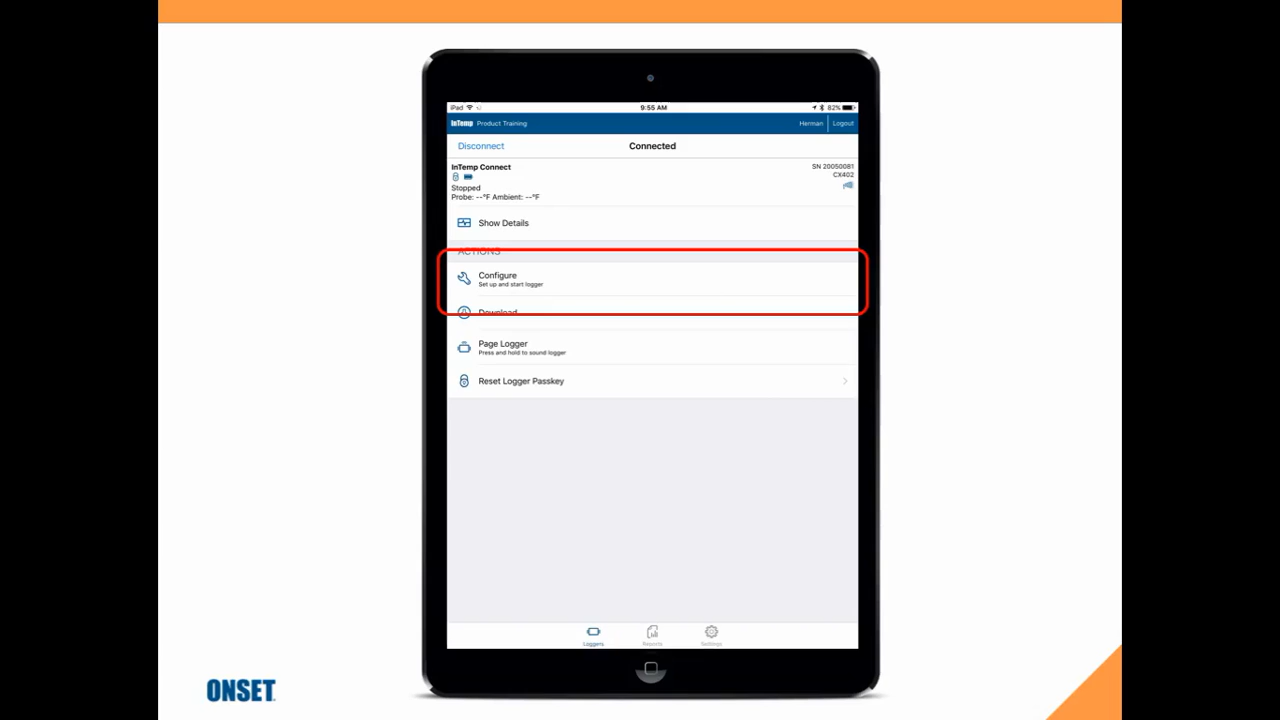 iPad
9:55 AM
82%
InTemp Product Training
Herman
Logout
Disconnect
Connected
InTemp Connect
SN 20050081
CX402
Stopped
Probe: --°F Ambient: --°F
Show Details
ACTIONS
Configure
Set up and start logger
Download
Page Logger
Press and hold to sound logger
Reset Logger Passkey
Loggers
Reports
Settings
ONSET